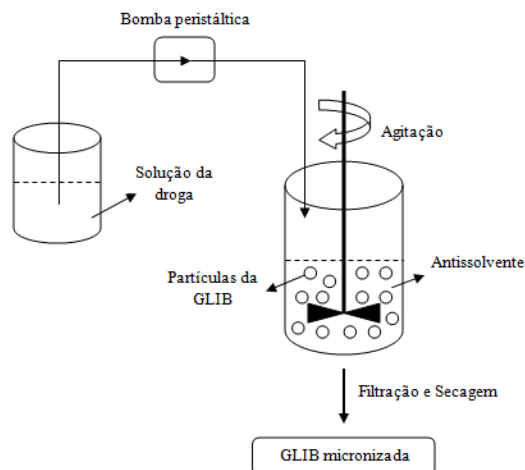 Bomba peristáltica
Agitação
Solução da
droga
Partículas da
GLIB
Antissolvente
Filtração e Secagem
GLIB micronizada